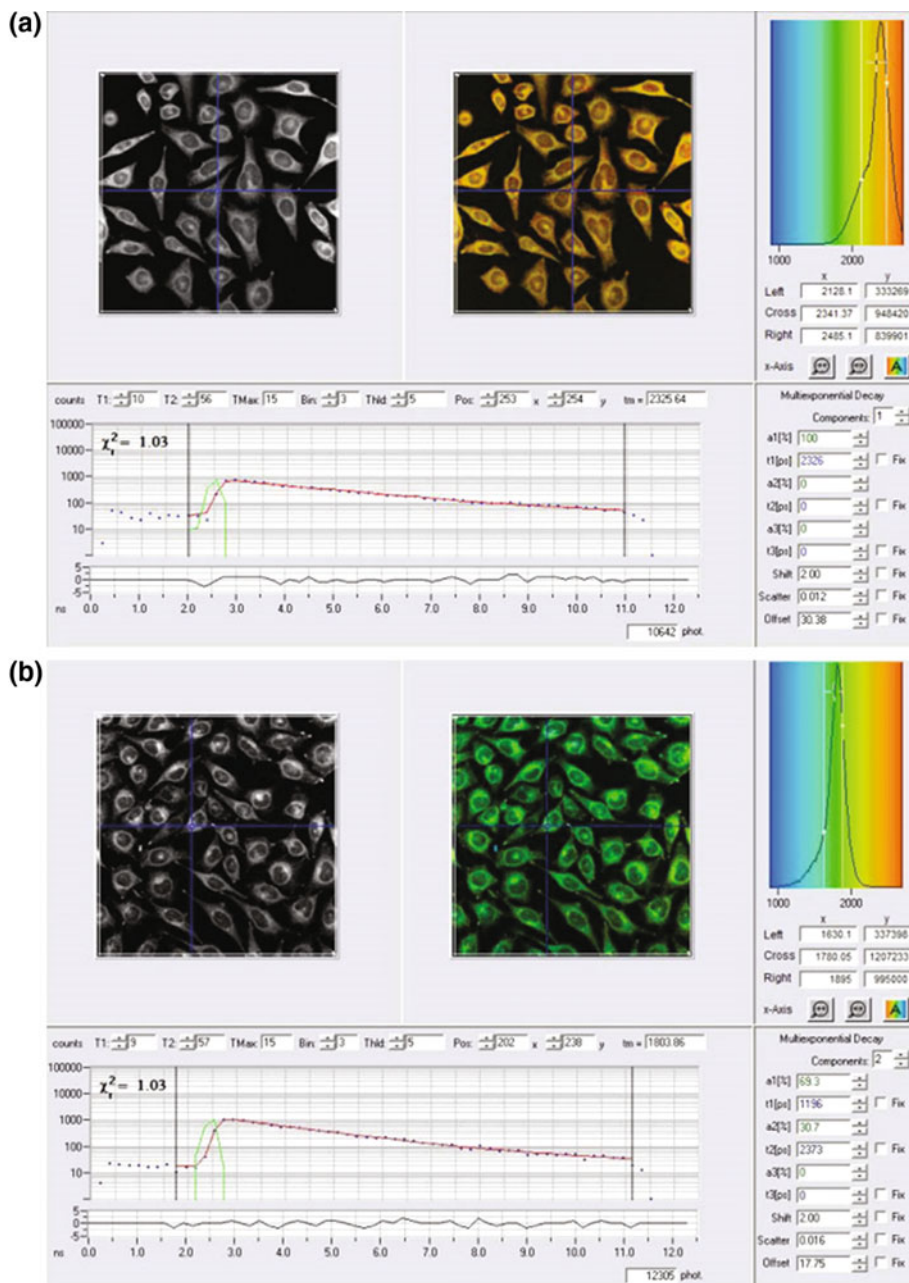 (a)
1000 2000
x y
Left 2128.1 333269
Cross 2341.37 948420
Right 2485.1 839901
x-Axis
counts T1: 10 T2: 56 TMax: 15 Bin: 3 Thld: 5 Pos: 253 x 254 y tm = 2325.64
100000
10000
1000
100
10
χr² = 1.03
5
0
-5
ns 0.0 1.0 2.0 3.0 4.0 5.0 6.0 7.0 8.0 9.0 10.0 11.0 12.0
10642 phot.
Multiexponential Decay
Components: 1
a1[%] 100
t1[ps] 2326 Fix
a2[%] 0
t2[ps] 0 Fix
a3[%] 0
t3[ps] 0 Fix
Shift 2.00 Fix
Scatter 0.012 Fix
Offset 30.38 Fix
(b)
1000 2000
x y
Left 1630.1 337398
Cross 1780.05 1207233
Right 1895 995000
x-Axis
counts T1: 9 T2: 57 TMax: 15 Bin: 3 Thld: 5 Pos: 202 x 238 y tm = 1803.86
100000
10000
1000
100
10
χr² = 1.03
5
0
-5
ns 0.0 1.0 2.0 3.0 4.0 5.0 6.0 7.0 8.0 9.0 10.0 11.0 12.0
12305 phot.
Multiexponential Decay
Components: 2
a1[%] 69.3
t1[ps] 1196 Fix
a2[%] 30.7
t2[ps] 2373 Fix
a3[%] 0
t3[ps] 0 Fix
Shift 2.00 Fix
Scatter 0.016 Fix
Offset 17.75 Fix